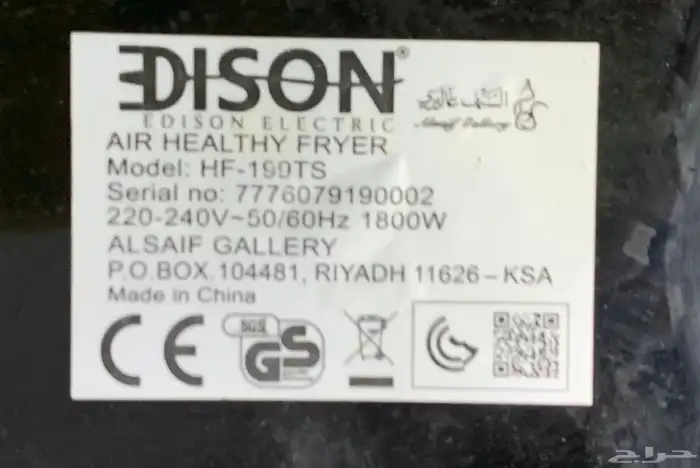 EDISON®
EDISON ELECTRIC
السيف غاليري
Alsaif Gallery
AIR HEALTHY FRYER
Model: HF-199TS
Serial no: 7776079190002
220-240V~50/60Hz 1800W
ALSAIF GALLERY
P.O.BOX.104481, RIYADH 11626-KSA
Made in China
CE
SGS
GS
حراج